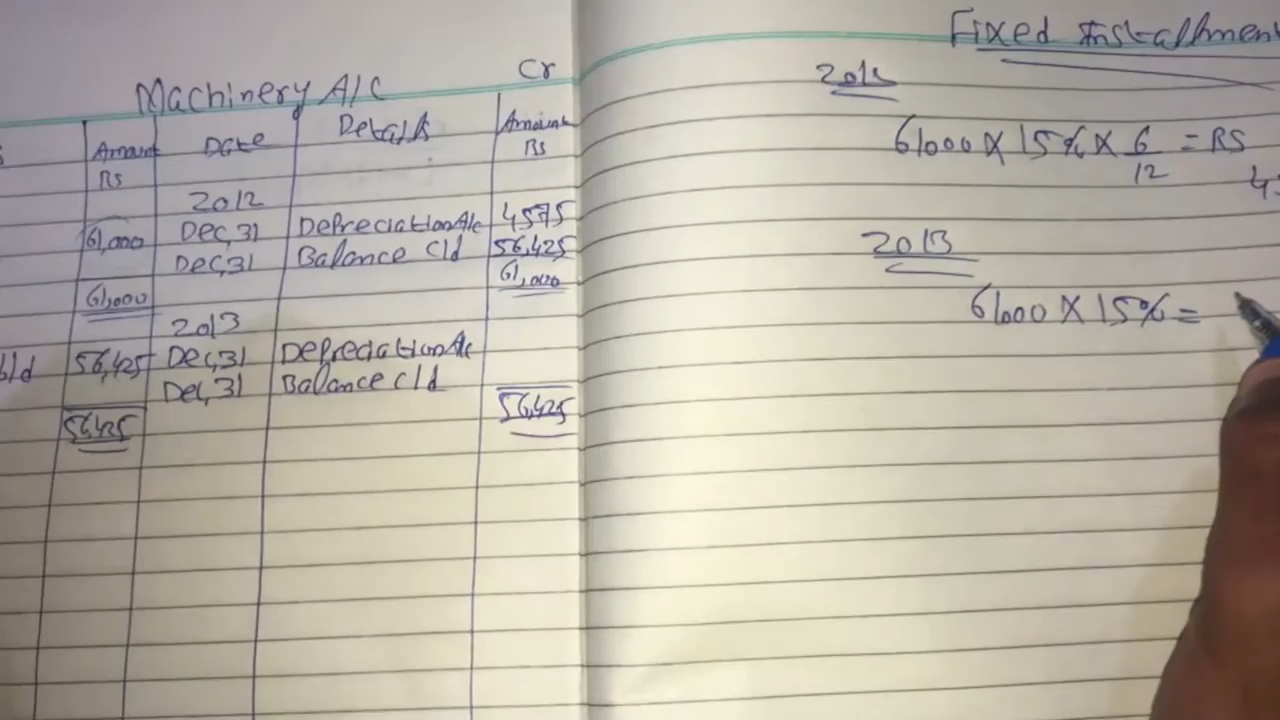 Machinery A/C
Cr
Amount Date Details Amount
Rs Rs
2012
61,000 Dec,31 Depreciation A/c 4575
Dec,31 Balance c/d 56,425
61,000 61,000
2013
b/d 56,425 Dec,31 Depreciation A/c
Dec,31 Balance c/d
56,425 56,425
Fixed Installment
2012
61000 X 15% X 6/12 = RS
4
2013
61000 X 15% =